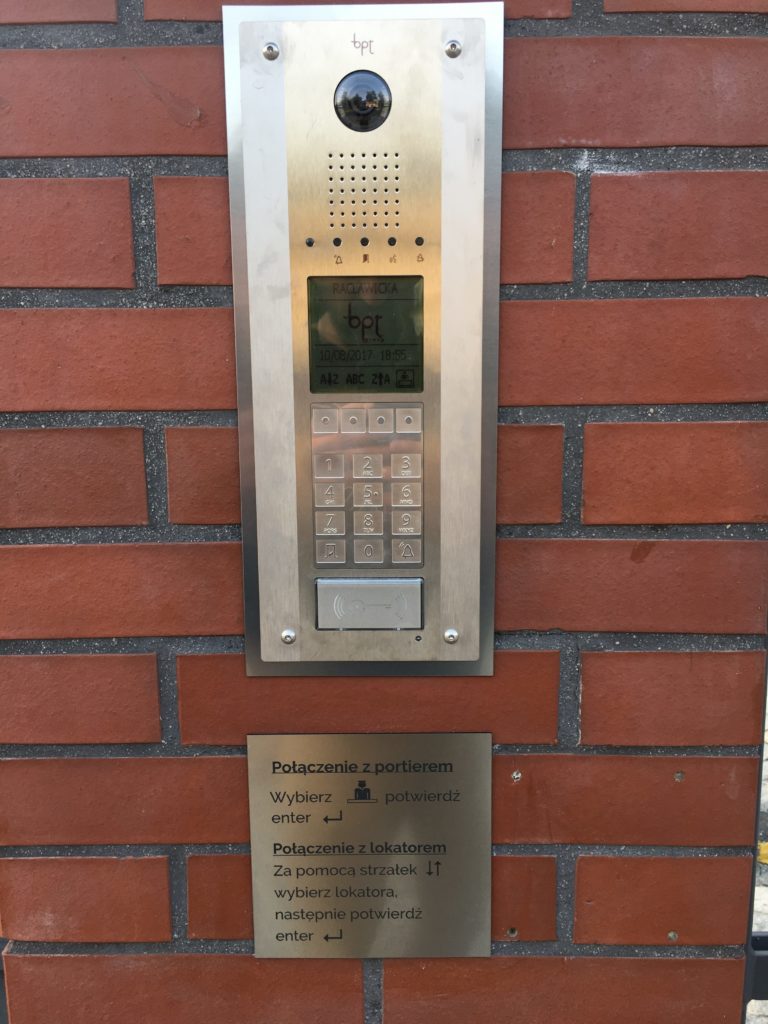 bpt
RACŁAWICKA
bpt
10/08/2017 18:55
A Z ABC Z A
1 2 3
ABC DEF
4 5 6
GHI JKL MNO
7 8 9
PQRS TUV WXYZ
0
Połączenie z portierem
Wybierz potwierdź
enter ↵
Połączenie z lokatorem
Za pomocą strzałek ↓↑
wybierz lokatora,
następnie potwierdź
enter ↵